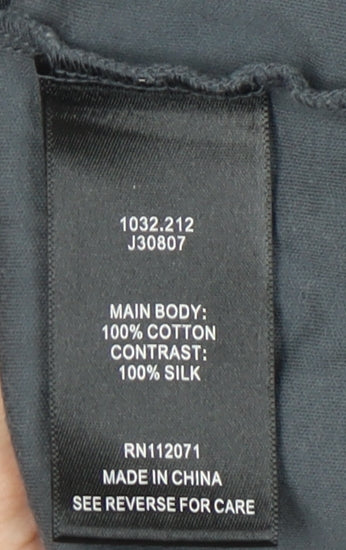 1032.212
J30807
MAIN BODY:
100% COTTON
CONTRAST:
100% SILK
RN112071
MADE IN CHINA
SEE REVERSE FOR CARE